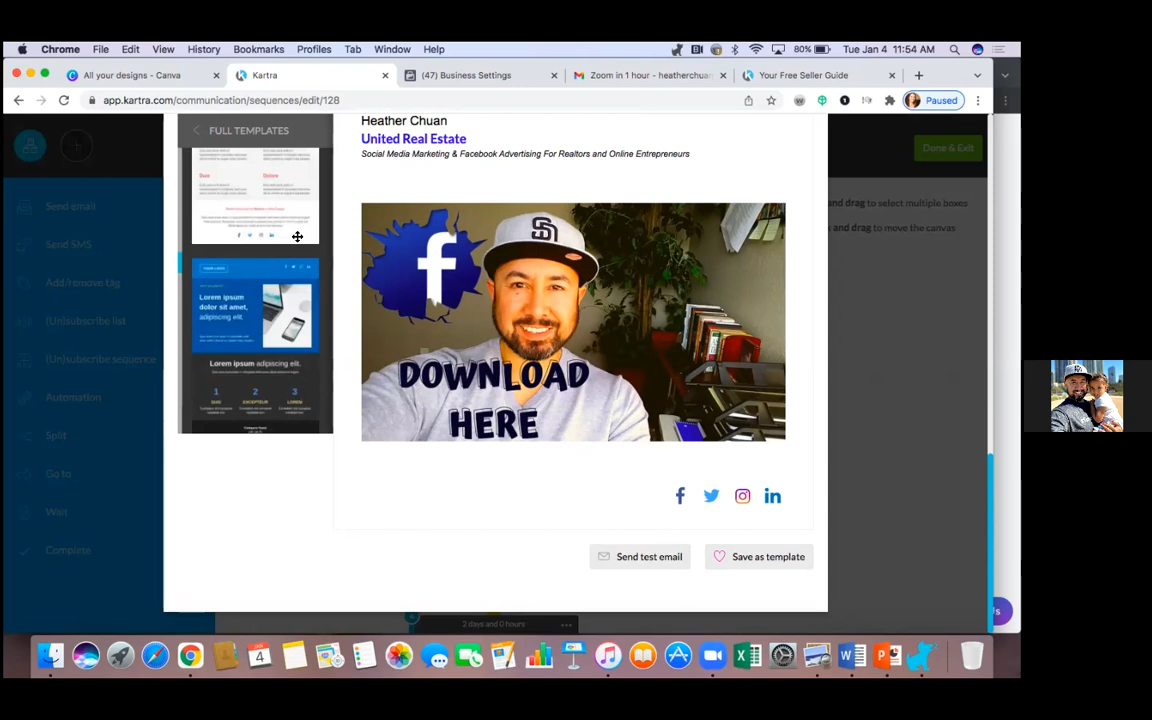 Chrome File Edit View History Bookmarks Profiles Tab Window Help 80% Tue Jan 4 11:54 AM
All your designs - Canva Kartra (47) Business Settings Zoom in 1 hour - heatherchuan Your Free Seller Guide
app.kartra.com/communication/sequences/edit/128 Paused
FULL TEMPLATES
Heather Chuan
United Real Estate
Social Media Marketing & Facebook Advertising For Realtors and Online Entrepreneurs
Done & Exit
Send email
Send SMS
Add/remove tag
(Un)subscribe list
(Un)subscribe sequence
Automation
Split
Go to
Wait
Complete
and drag to select multiple boxes
and drag to move the canvas
Lorem ipsum
dolor sit amet,
adipiscing elit.
Lorem ipsum adipiscing elit.
1 2 3
f
SD
DOWNLOAD
HERE
f in
Send test email Save as template
2 days and 0 hours
4